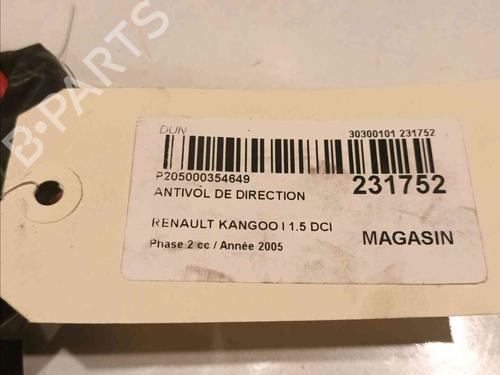 DUN
30300101 231752
P205000354649
231752
ANTIVOL DE DIRECTION
RENAULT KANGOO I 1.5 DCI
MAGASIN
Phase 2 cc / Année 2005
B-PARTS